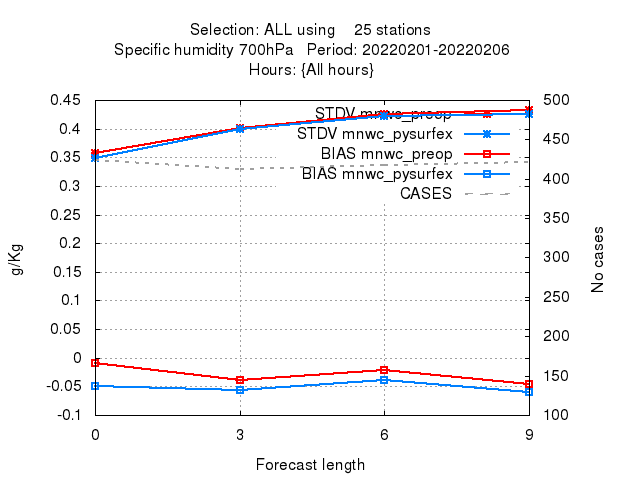 Selection: ALL using 25 stations
Specific humidity 700hPa Period: 20220201-20220206
Hours: {All hours}
0.45
0.4
0.35
0.3
0.25
0.2
0.15
0.1
0.05
0
-0.05
-0.1
500
450
400
350
300
250
200
150
100
STDV mnwc_preop
STDV mnwc_pysurfex
BIAS mnwc_preop
BIAS mnwc_pysurfex
CASES
g/Kg
No cases
0 3 6 9
Forecast length